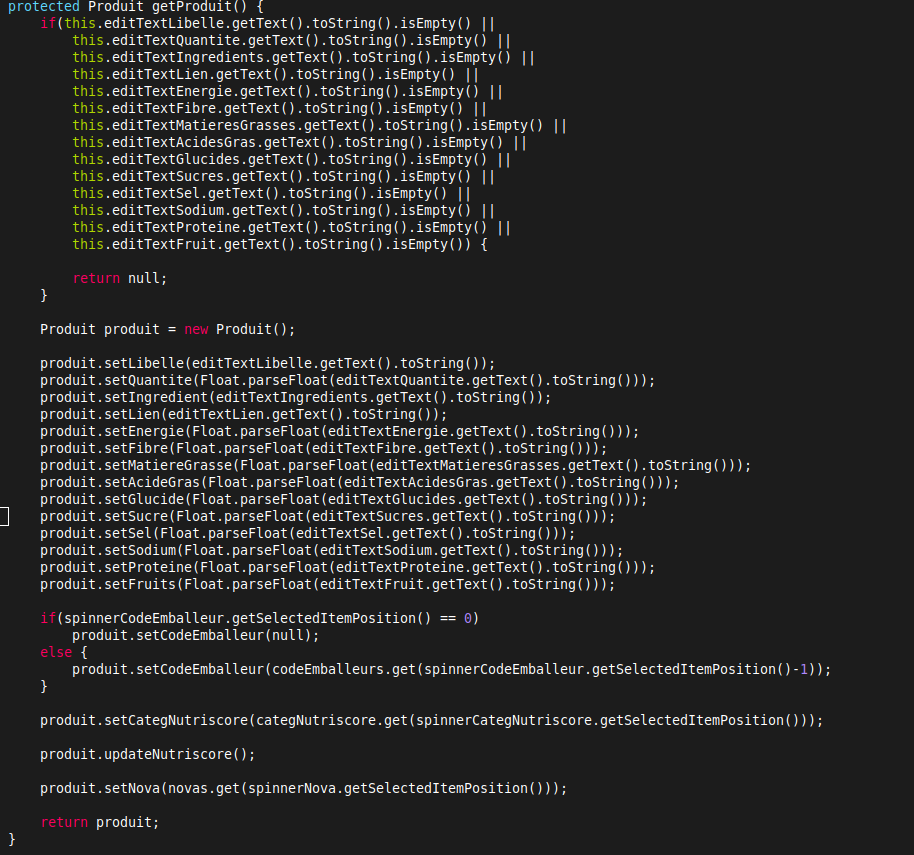 protected Produit getProduit() {
    if(this.editTextLibelle.getText().toString().isEmpty() ||
        this.editTextQuantite.getText().toString().isEmpty() ||
        this.editTextIngredients.getText().toString().isEmpty() ||
        this.editTextLien.getText().toString().isEmpty() ||
        this.editTextEnergie.getText().toString().isEmpty() ||
        this.editTextFibre.getText().toString().isEmpty() ||
        this.editTextMatieresGrasses.getText().toString().isEmpty() ||
        this.editTextAcidesGras.getText().toString().isEmpty() ||
        this.editTextGlucides.getText().toString().isEmpty() ||
        this.editTextSucres.getText().toString().isEmpty() ||
        this.editTextSel.getText().toString().isEmpty() ||
        this.editTextSodium.getText().toString().isEmpty() ||
        this.editTextProteine.getText().toString().isEmpty() ||
        this.editTextFruit.getText().toString().isEmpty()) {

        return null;
    }

    Produit produit = new Produit();

    produit.setLibelle(editTextLibelle.getText().toString());
    produit.setQuantite(Float.parseFloat(editTextQuantite.getText().toString()));
    produit.setIngredient(editTextIngredients.getText().toString());
    produit.setLien(editTextLien.getText().toString());
    produit.setEnergie(Float.parseFloat(editTextEnergie.getText().toString()));
    produit.setFibre(Float.parseFloat(editTextFibre.getText().toString()));
    produit.setMatiereGrasse(Float.parseFloat(editTextMatieresGrasses.getText().toString()));
    produit.setAcideGras(Float.parseFloat(editTextAcidesGras.getText().toString()));
    produit.setGlucide(Float.parseFloat(editTextGlucides.getText().toString()));
    produit.setSucre(Float.parseFloat(editTextSucres.getText().toString()));
    produit.setSel(Float.parseFloat(editTextSel.getText().toString()));
    produit.setSodium(Float.parseFloat(editTextSodium.getText().toString()));
    produit.setProteine(Float.parseFloat(editTextProteine.getText().toString()));
    produit.setFruits(Float.parseFloat(editTextFruit.getText().toString()));

    if(spinnerCodeEmballeur.getSelectedItemPosition() == 0)
        produit.setCodeEmballeur(null);
    else {
        produit.setCodeEmballeur(codeEmballeurs.get(spinnerCodeEmballeur.getSelectedItemPosition()-1));
    }

    produit.setCategNutriscore(categNutriscore.get(spinnerCategNutriscore.getSelectedItemPosition()));

    produit.updateNutriscore();

    produit.setNova(novas.get(spinnerNova.getSelectedItemPosition()));

    return produit;
}